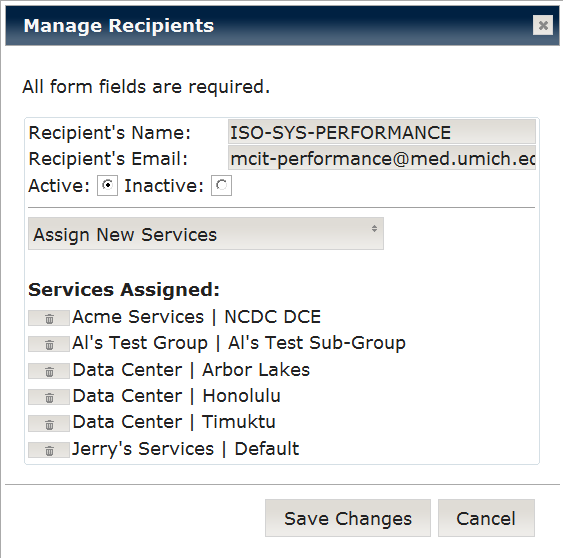 Manage Recipients
All form fields are required.
Recipient's Name: ISO-SYS-PERFORMANCE
Recipient's Email: mcit-performance@med.umich.ec
Active: Inactive:
Assign New Services
Services Assigned:
Acme Services | NCDC DCE
Al's Test Group | Al's Test Sub-Group
Data Center | Arbor Lakes
Data Center | Honolulu
Data Center | Timuktu
Jerry's Services | Default
Save Changes Cancel